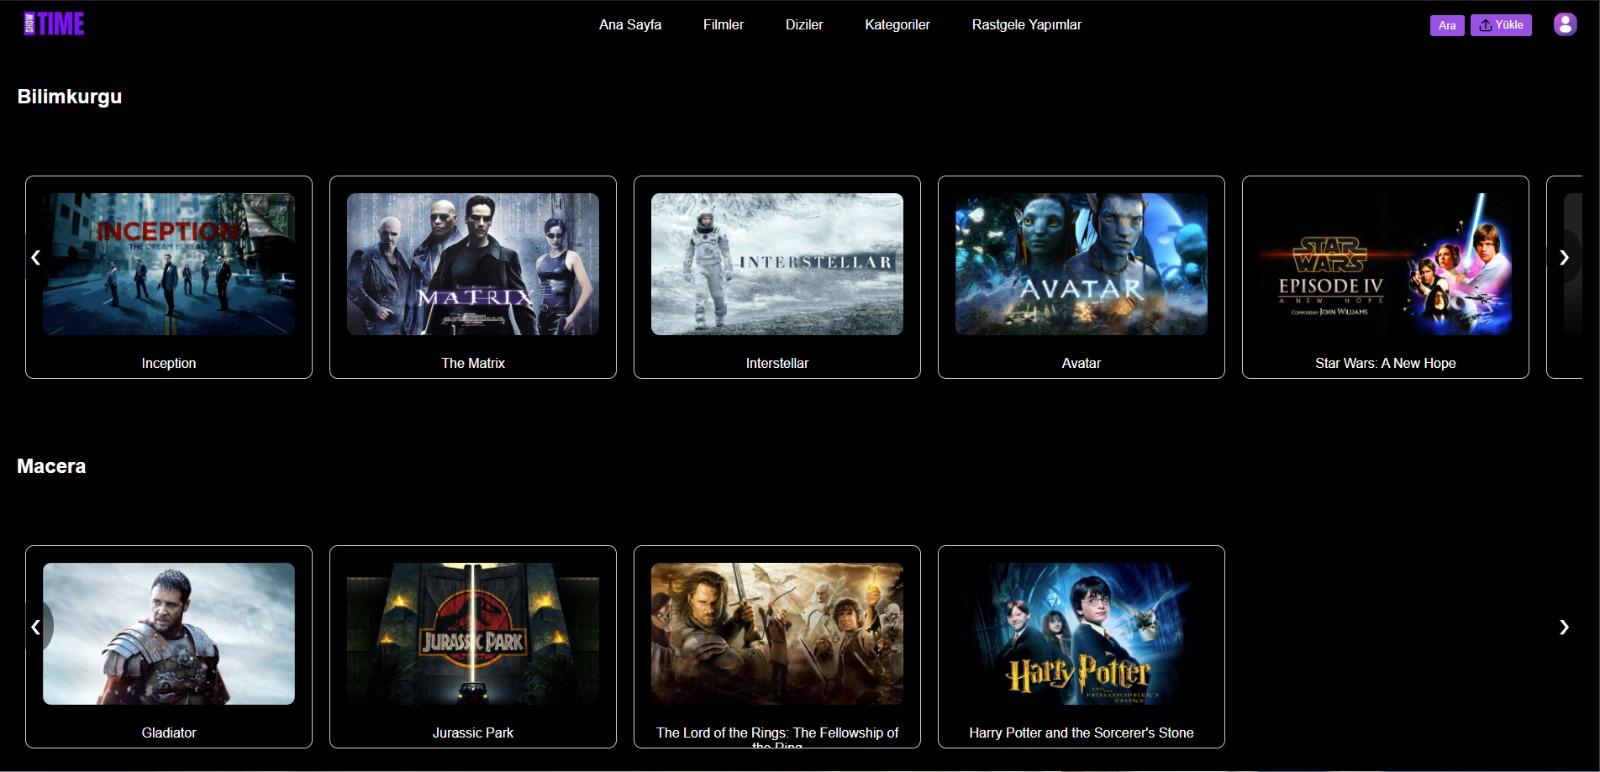 SHOW TIME
Ana Sayfa
Filmler
Diziler
Kategoriler
Rastgele Yapımlar
Ara
Yükle
Bilimkurgu
INCEPTION
THE DREAM IS REAL
THE
MATRIX
INTERSTELLAR
AVATAR
STAR
WARS
EPISODE IV
A NEW HOPE
COMPOSED BY JOHN WILLIAMS
Inception
The Matrix
Interstellar
Avatar
Star Wars: A New Hope
Macera
JURASSIC PARK
Harry Potter
AND THE
PHILOSOPHER'S
STONE
Gladiator
Jurassic Park
The Lord of the Rings: The Fellowship of
the Ring
Harry Potter and the Sorcerer's Stone